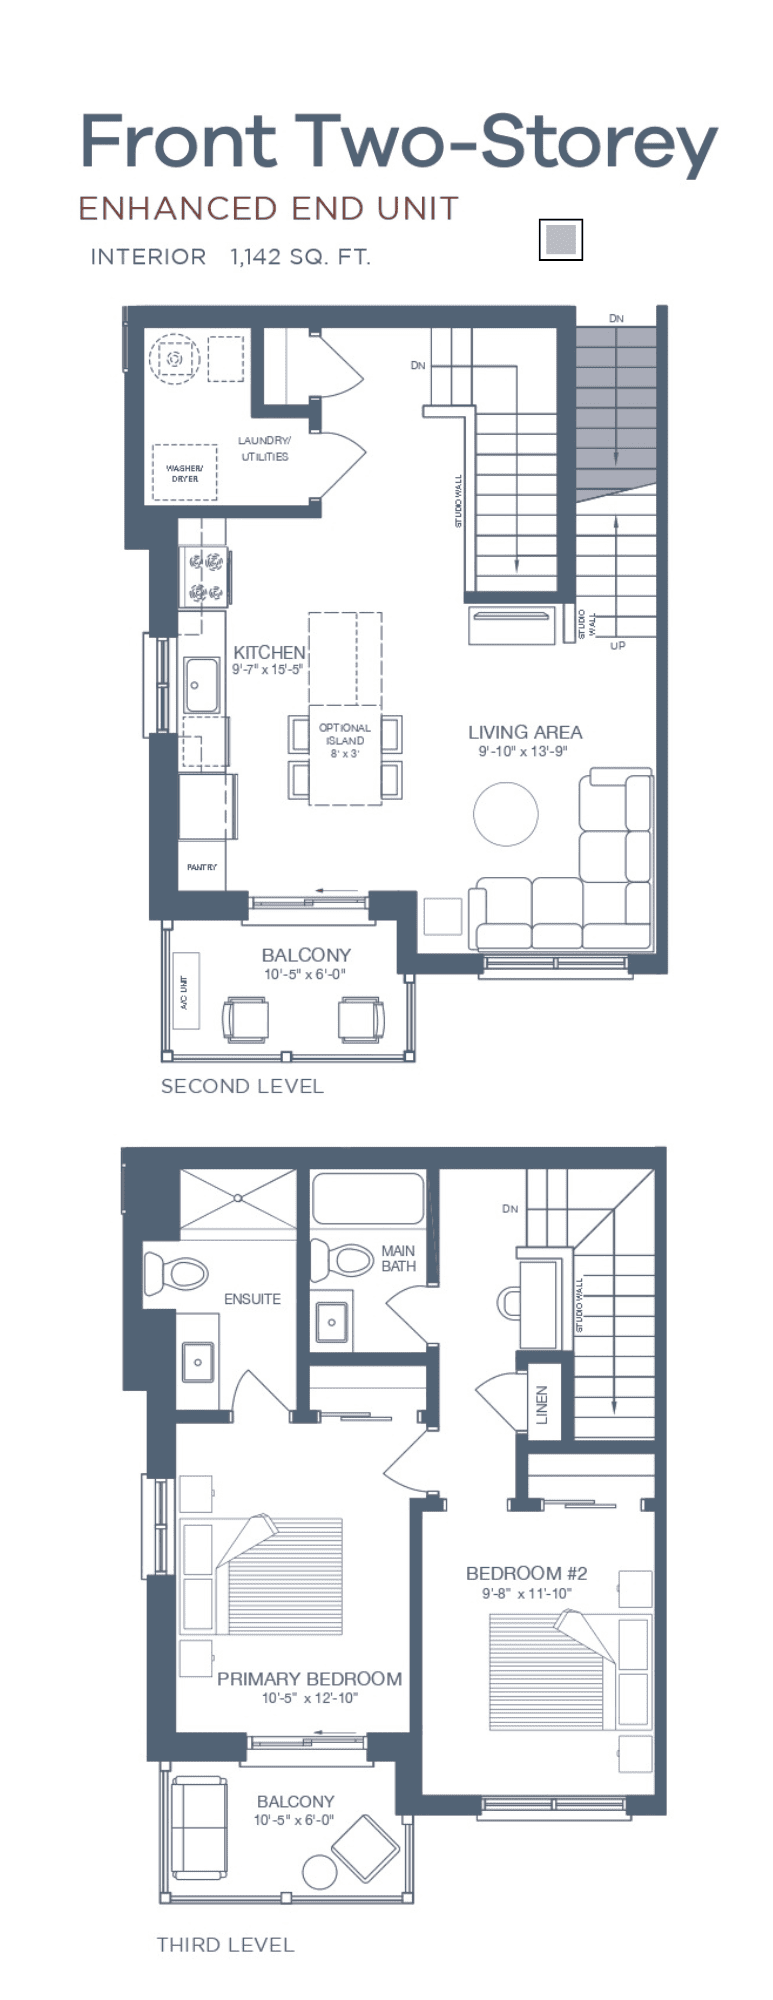 Front Two-Storey
ENHANCED END UNIT
INTERIOR 1,142 SQ. FT.
DN
DN
LAUNDRY/
UTILITIES
WASHER/
DRYER
STUDIO WALL
STUDIO
WALL
UP
KITCHEN
9'-7" x 15'-5"
OPTIONAL
ISLAND
8' x 3'
LIVING AREA
9'-10" x 13'-9"
PANTRY
BALCONY
10'-5" x 6'-0"
A/C UNIT
SECOND LEVEL
DN
MAIN
BATH
ENSUITE
STUDIO WALL
LINEN
BEDROOM #2
9'-8" x 11'-10"
PRIMARY BEDROOM
10'-5" x 12'-10"
BALCONY
10'-5" x 6'-0"
THIRD LEVEL